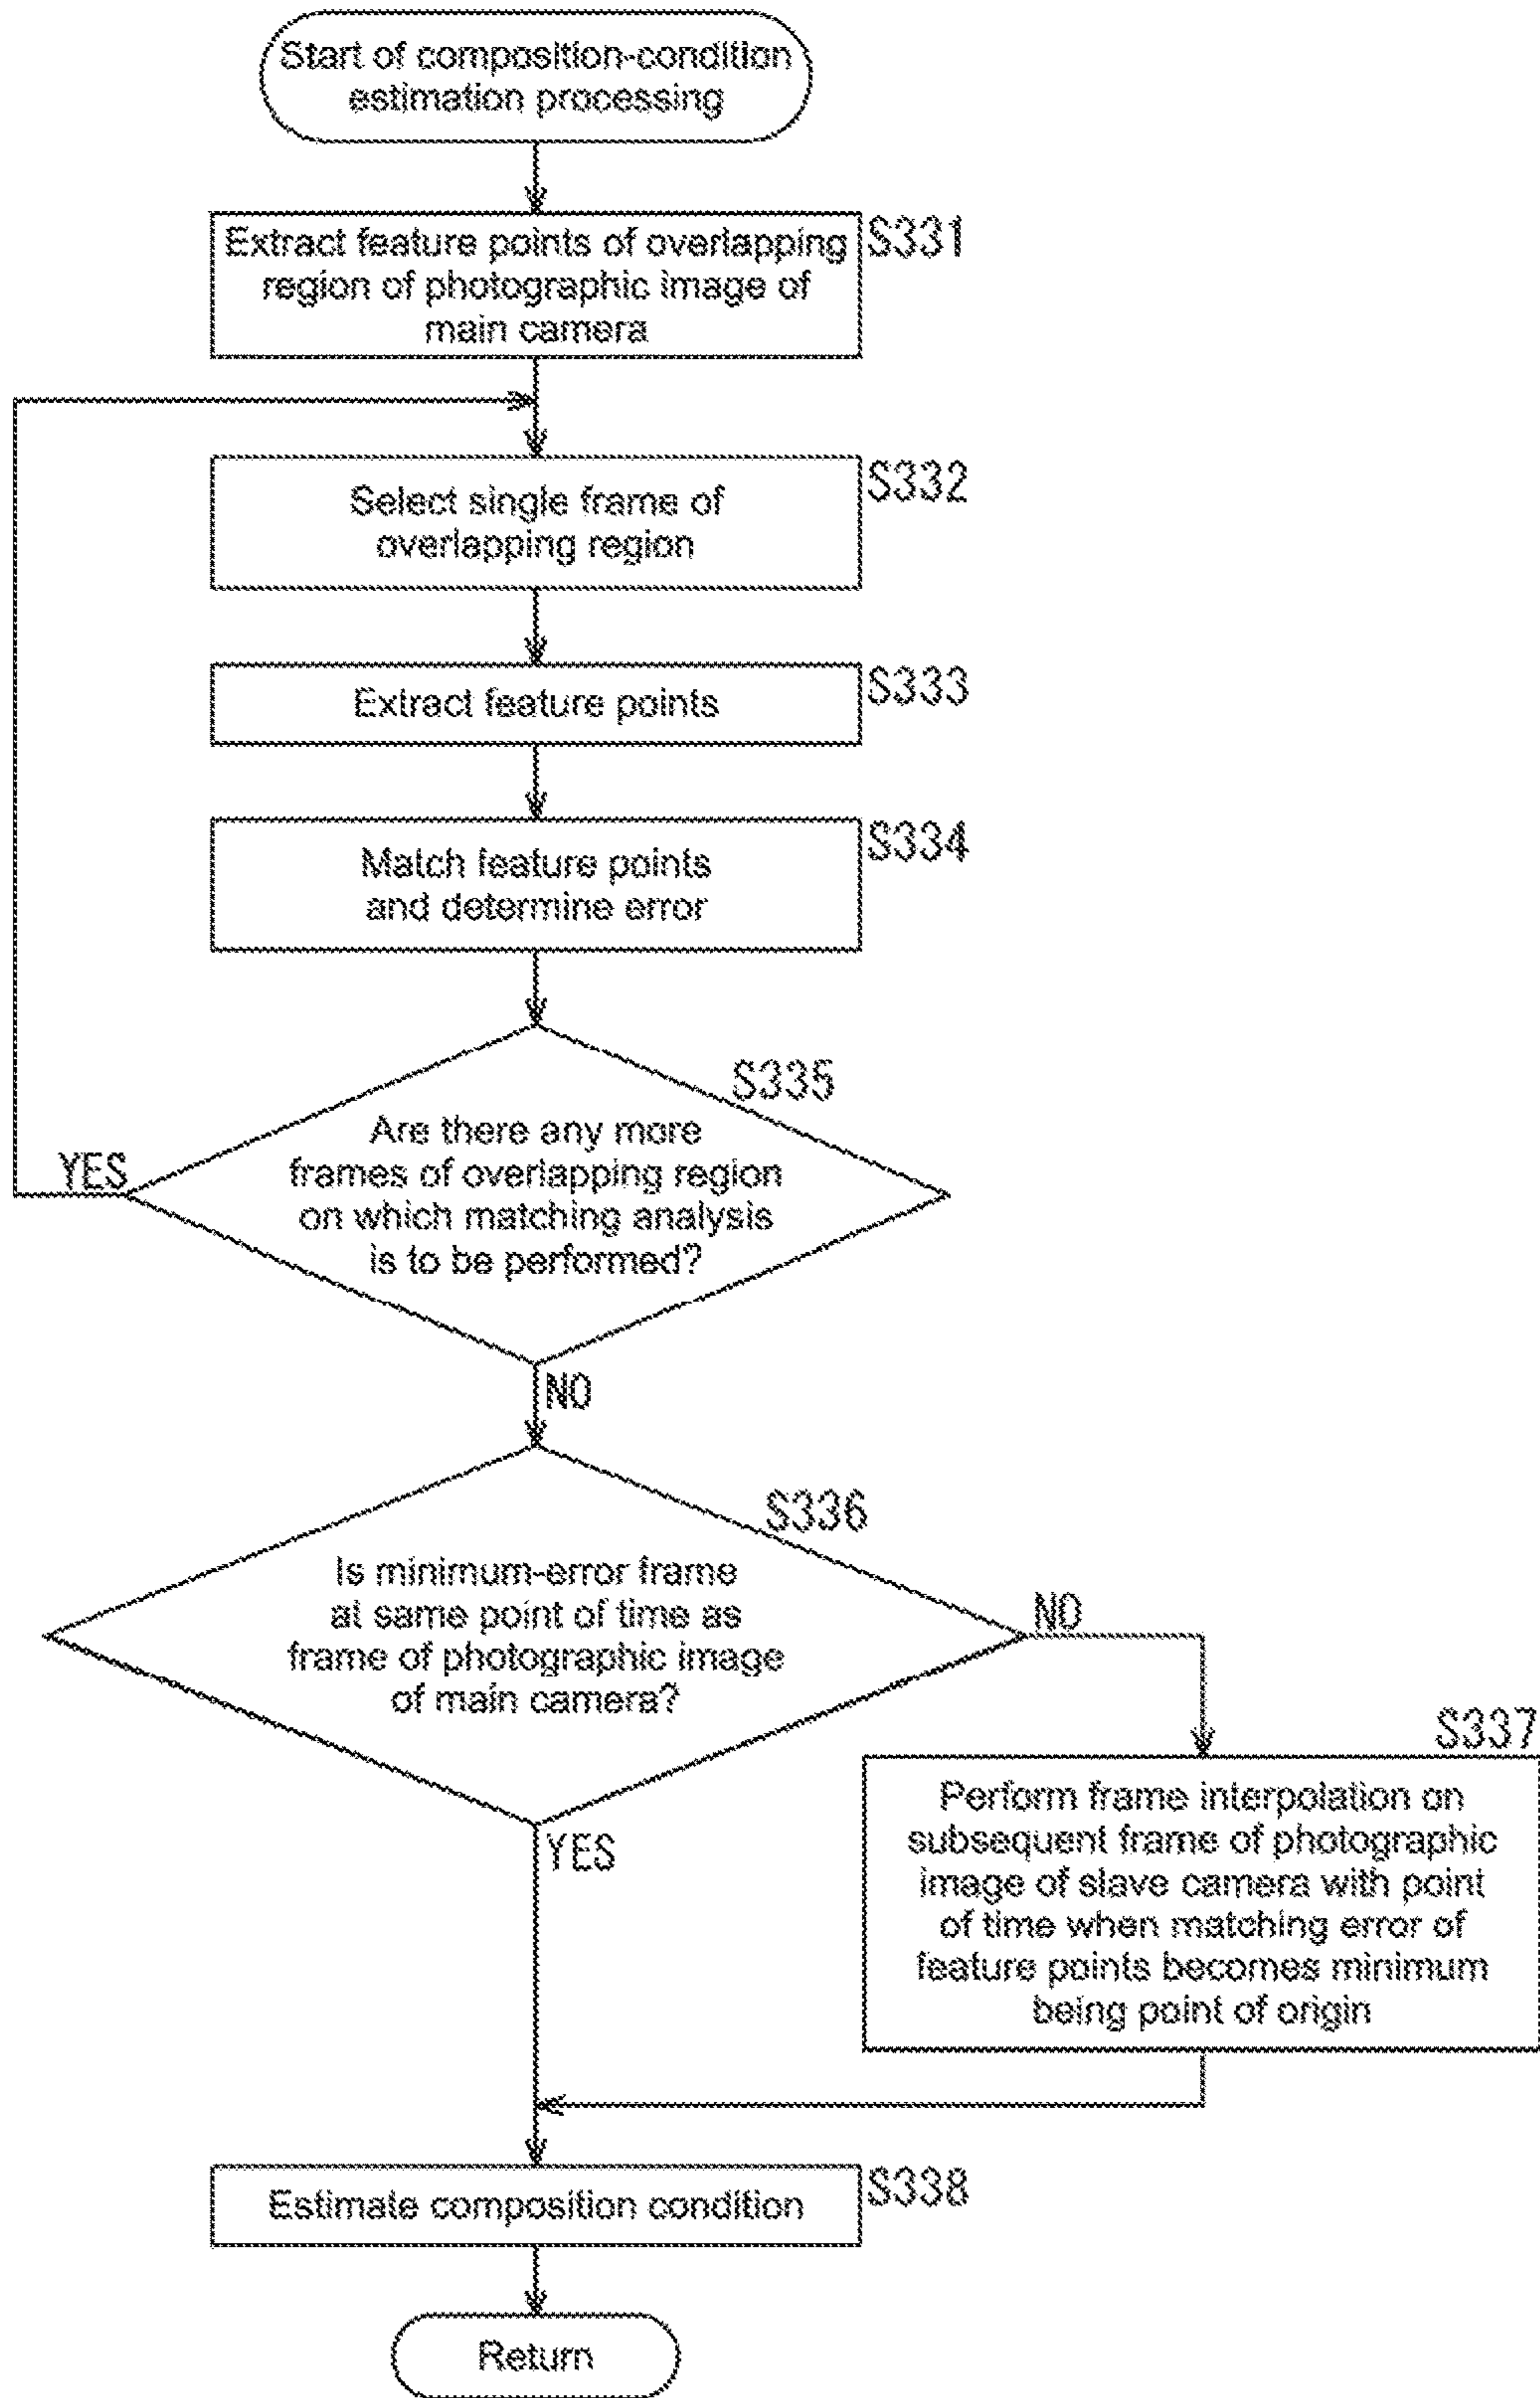 Start of composition-condition
estimation processing
S331
Extract feature points of overlapping
region of photographic image of
main camera
S332
Select single frame of
overlapping region
S333
Extract feature points
S334
Match feature points
and determine error
S335
Are there any more
frames of overlapping region
on which matching analysis
is to be performed?
YES
NO
S336
Is minimum-error frame
at same point of time as
frame of photographic image
of main camera?
NO
YES
S337
Perform frame interpolation on
subsequent frame of photographic
image of slave camera with point
of time when matching error of
feature points becomes minimum
being point of origin
S338
Estimate composition condition
Return